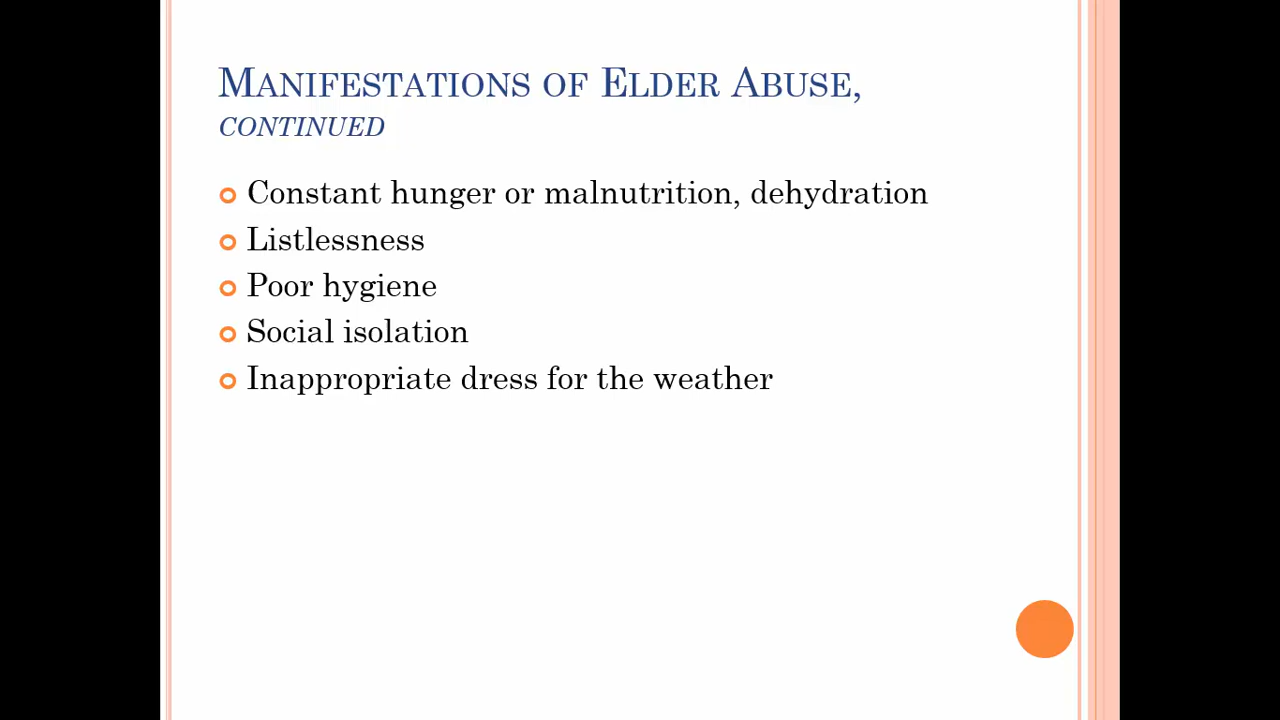 Manifestations of Elder Abuse,
continued
Constant hunger or malnutrition, dehydration
Listlessness
Poor hygiene
Social isolation
Inappropriate dress for the weather